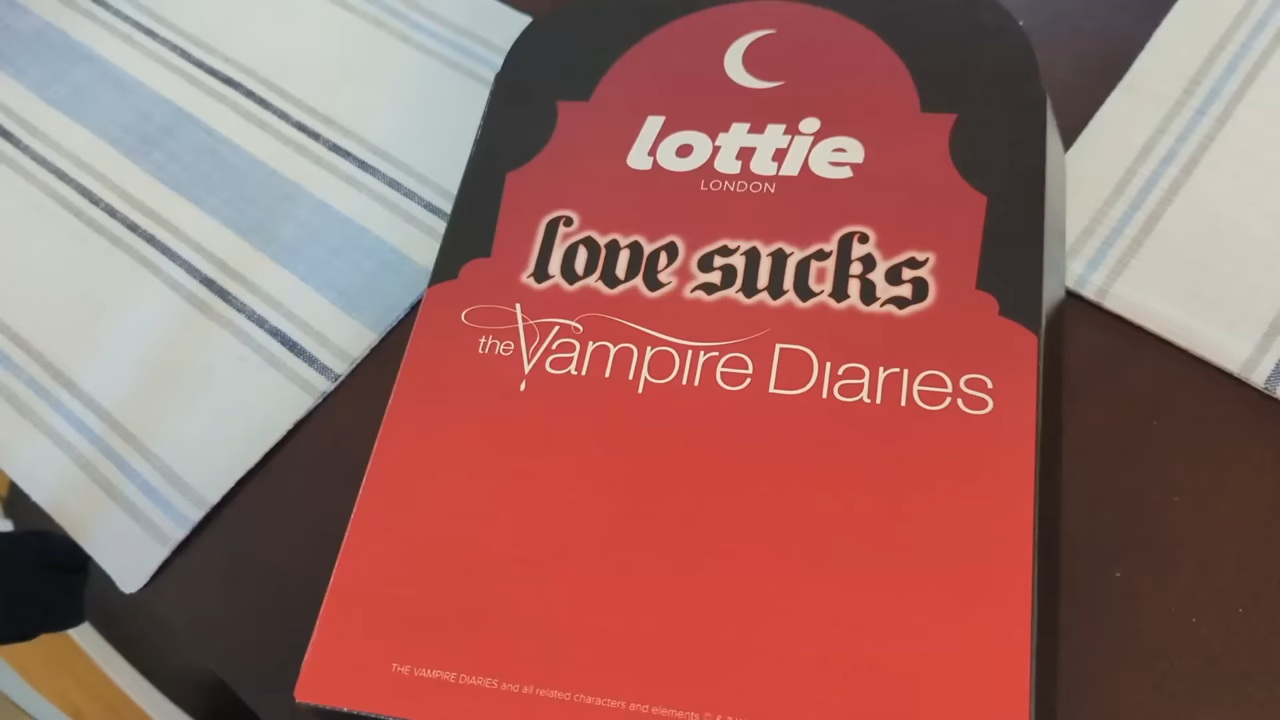 lottie
LONDON
love sucks
the Vampire Diaries
THE VAMPIRE DIARIES and all related characters and elements ©